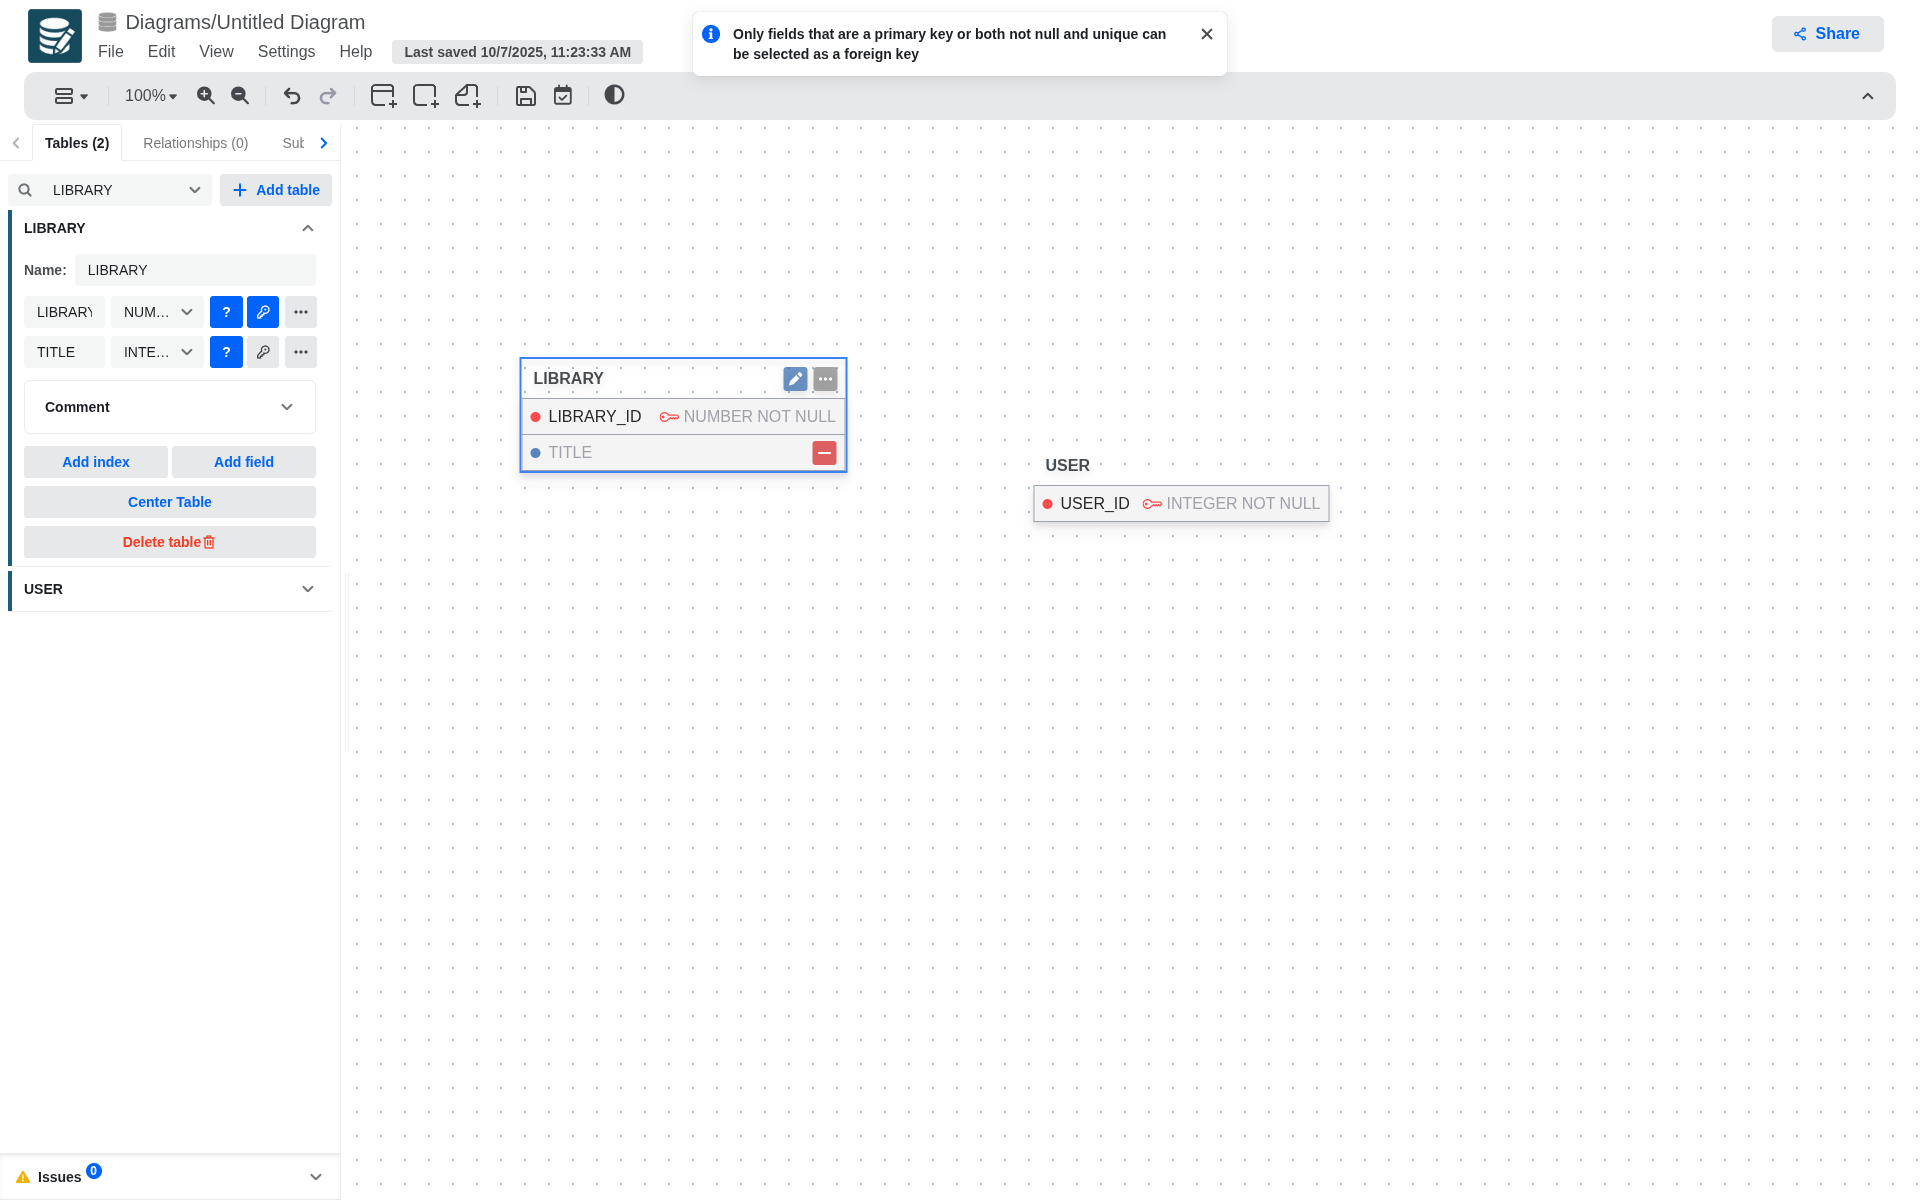 Diagrams/Untitled Diagram
File Edit View Settings Help Last saved 10/7/2025, 11:23:33 AM
Only fields that are a primary key or both not null and unique can
be selected as a foreign key
Share
100%
Tables (2) Relationships (0) Sub
LIBRARY Add table
LIBRARY
Name: LIBRARY
LIBRARY NUM... ?
TITLE INTE... ?
Comment
Add index Add field
Center Table
Delete table
USER
LIBRARY
LIBRARY_ID NUMBER NOT NULL
TITLE
USER
USER_ID INTEGER NOT NULL
Issues 0